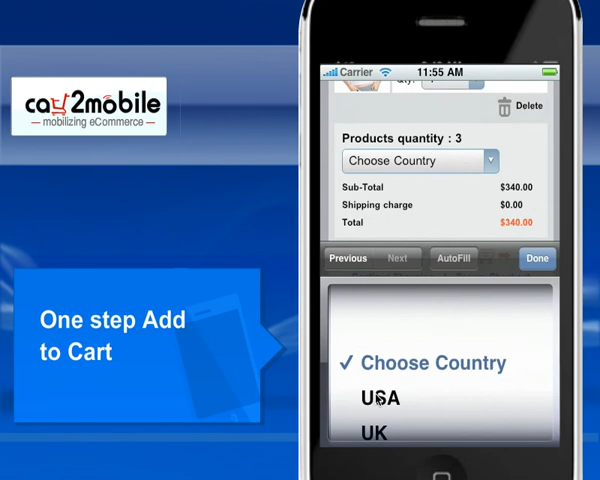 cart2mobile
— mobilizing eCommerce —
One step Add
to Cart
Carrier
11:55 AM
Qty:
Delete
Products quantity : 3
Choose Country
Sub-Total $340.00
Shipping charge $0.00
Total $340.00
Previous Next AutoFill Done
✓ Choose Country
USA
UK